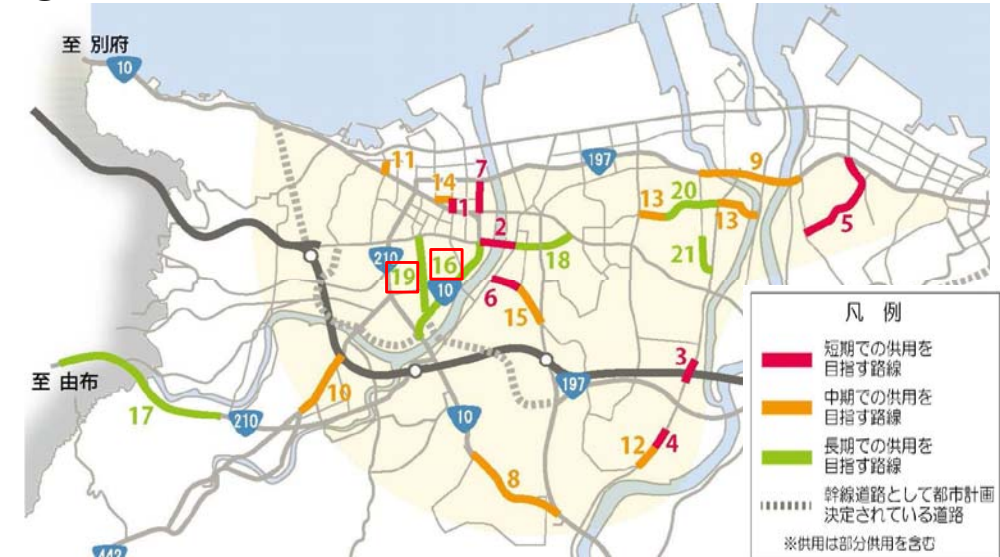 至 別府
10
11
7
197
9
14
1
13
20
13
5
2
210
16
18
21
19
10
6
15
凡 例
短期での供用を
目指す路線
3
至 由布
10
197
中期での供用を
目指す路線
17
210
10
12
4
長期での供用を
目指す路線
8
幹線道路として都市計画
決定されている道路
※供用は部分供用を含む
442